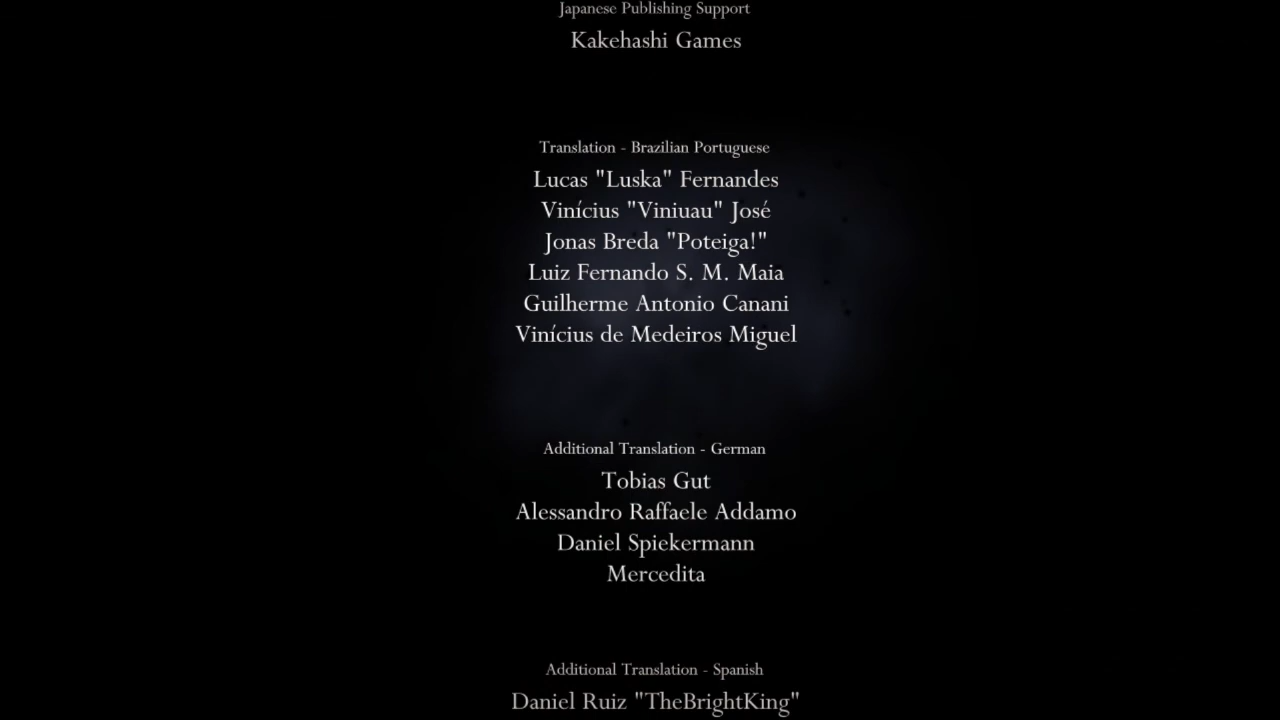 Japanese Publishing Support
Kakehashi Games
Translation - Brazilian Portuguese
Lucas "Luska" Fernandes
Vinícius "Viniuau" José
Jonas Breda "Poteiga!"
Luiz Fernando S. M. Maia
Guilherme Antonio Canani
Vinícius de Medeiros Miguel
Additional Translation - German
Tobias Gut
Alessandro Raffaele Addamo
Daniel Spiekermann
Mercedita
Additional Translation - Spanish
Daniel Ruiz "TheBrightKing"